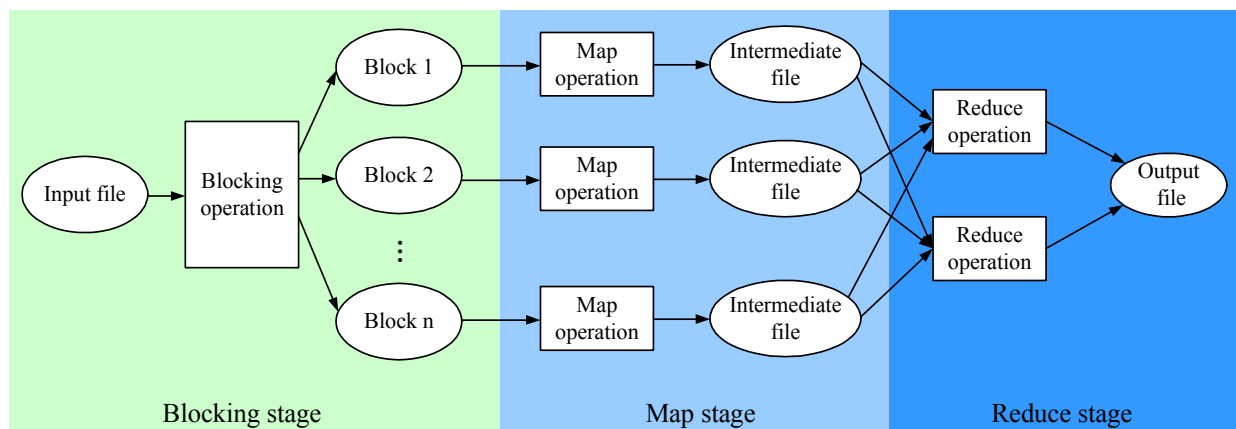 Input file
Blocking
operation
Block 1
Block 2
⋮
Block n
Map
operation
Map
operation
Map
operation
Intermediate
file
Intermediate
file
Intermediate
file
Reduce
operation
Reduce
operation
Output
file
Blocking stage
Map stage
Reduce stage